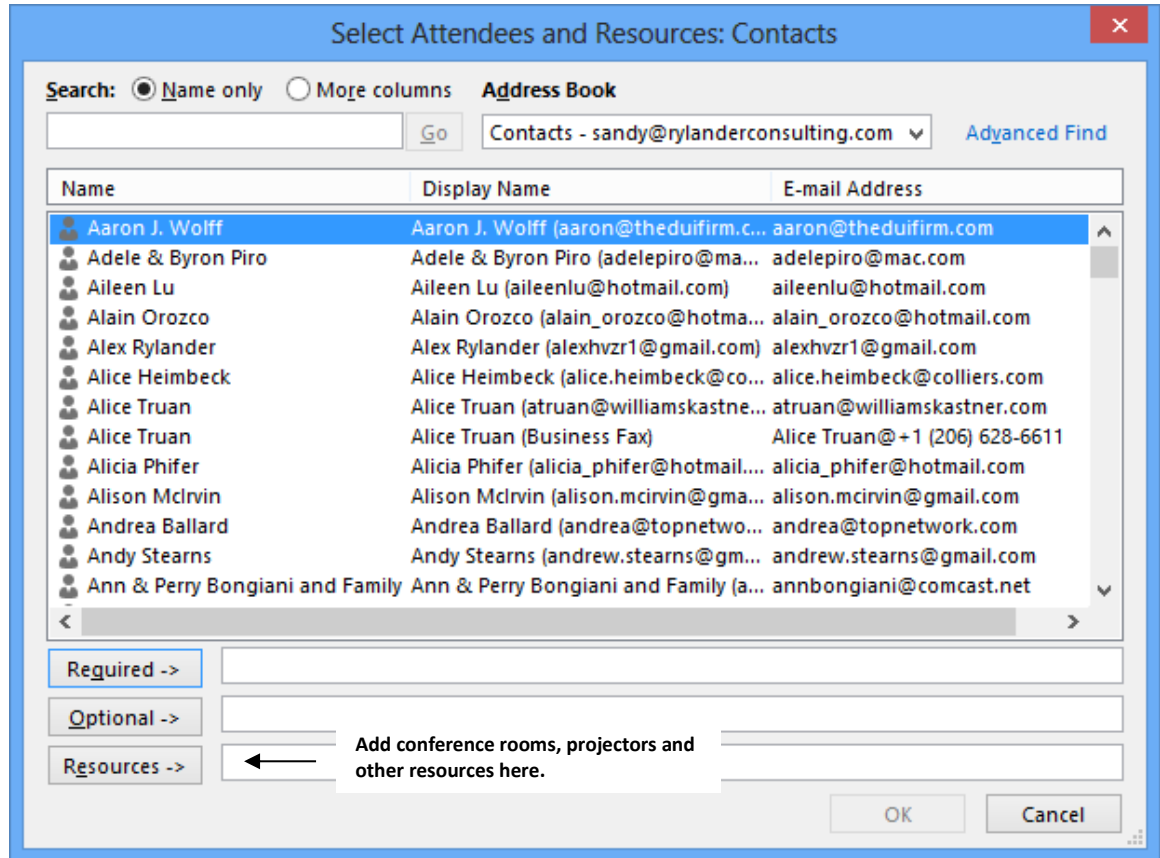 Select Attendees and Resources: Contacts
Search: Name only More columns Address Book
Go Contacts - sandy@rylanderconsulting.com Advanced Find
Name Display Name E-mail Address
Aaron J. Wolff Aaron J. Wolff (aaron@theduifirm.c... aaron@theduifirm.com
Adele & Byron Piro Adele & Byron Piro (adelepiro@ma... adelepiro@mac.com
Aileen Lu Aileen Lu (aileenlu@hotmail.com) aileenlu@hotmail.com
Alain Orozco Alain Orozco (alain_orozco@hotma... alain_orozco@hotmail.com
Alex Rylander Alex Rylander (alexhvzr1@gmail.com) alexhvzr1@gmail.com
Alice Heimbeck Alice Heimbeck (alice.heimbeck@co... alice.heimbeck@colliers.com
Alice Truan Alice Truan (atruan@williamskastne... atruan@williamskastner.com
Alice Truan Alice Truan (Business Fax) Alice Truan@+1 (206) 628-6611
Alicia Phifer Alicia Phifer (alicia_phifer@hotmail.... alicia_phifer@hotmail.com
Alison McIrvin Alison McIrvin (alison.mcirvin@gma... alison.mcirvin@gmail.com
Andrea Ballard Andrea Ballard (andrea@topnetwo... andrea@topnetwork.com
Andy Stearns Andy Stearns (andrew.stearns@gm... andrew.stearns@gmail.com
Ann & Perry Bongiani and Family Ann & Perry Bongiani and Family (a... annbongiani@comcast.net
Required ->
Optional ->
Resources ->
Add conference rooms, projectors and
other resources here.
OK Cancel